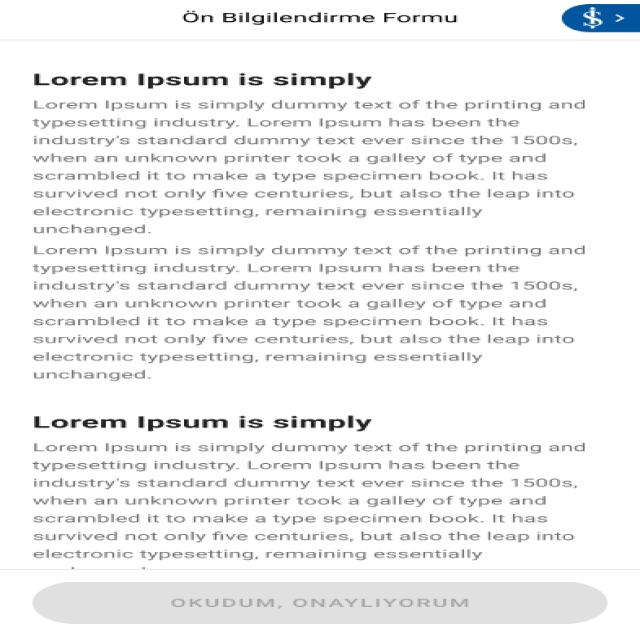 Ön Bilgilendirme Formu
>
Lorem Ipsum is simply
Lorem Ipsum is simply dummy text of the printing and
typesetting industry. Lorem Ipsum has been the
industry's standard dummy text ever since the 1500s,
when an unknown printer took a galley of type and
scrambled it to make a type specimen book. It has
survived not only five centuries, but also the leap into
electronic typesetting, remaining essentially
unchanged.
Lorem Ipsum is simply dummy text of the printing and
typesetting industry. Lorem Ipsum has been the
industry's standard dummy text ever since the 1500s,
when an unknown printer took a galley of type and
scrambled it to make a type specimen book. It has
survived not only five centuries, but also the leap into
electronic typesetting, remaining essentially
unchanged.
Lorem Ipsum is simply
Lorem Ipsum is simply dummy text of the printing and
typesetting industry. Lorem Ipsum has been the
industry's standard dummy text ever since the 1500s,
when an unknown printer took a galley of type and
scrambled it to make a type specimen book. It has
survived not only five centuries, but also the leap into
electronic typesetting, remaining essentially
OKUDUM, ONAYLIYORUM